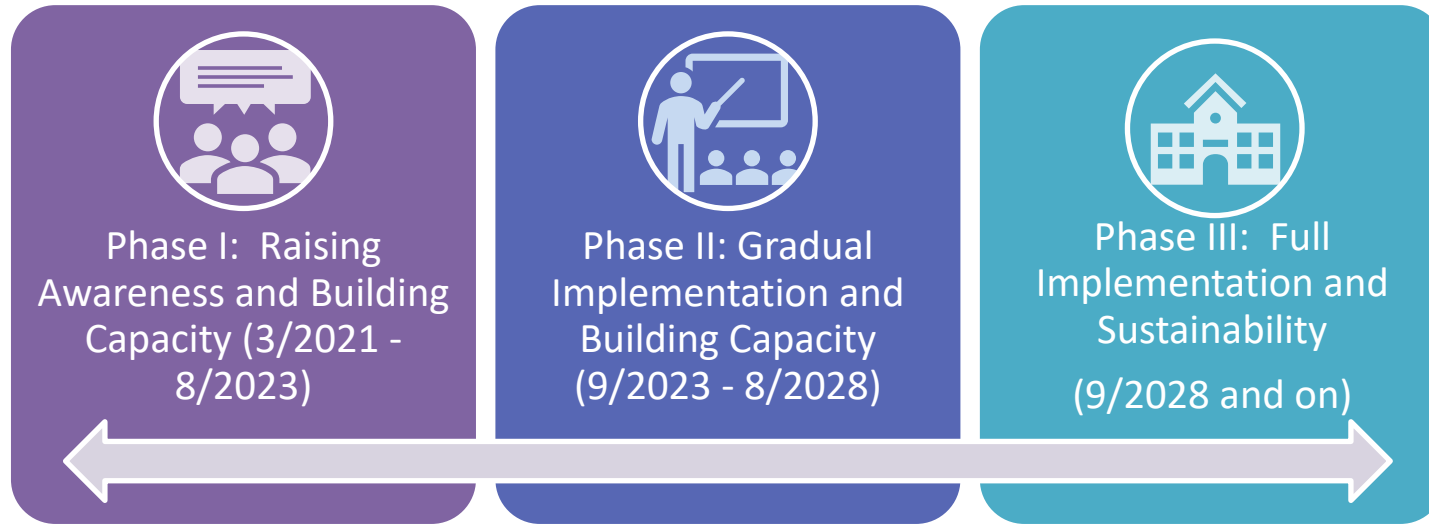 Phase I:  Raising
Awareness and Building
Capacity (3/2021 -
8/2023)
Phase II: Gradual
Implementation and
Building Capacity
(9/2023 - 8/2028)
Phase III:  Full
Implementation and
Sustainability
(9/2028 and on)